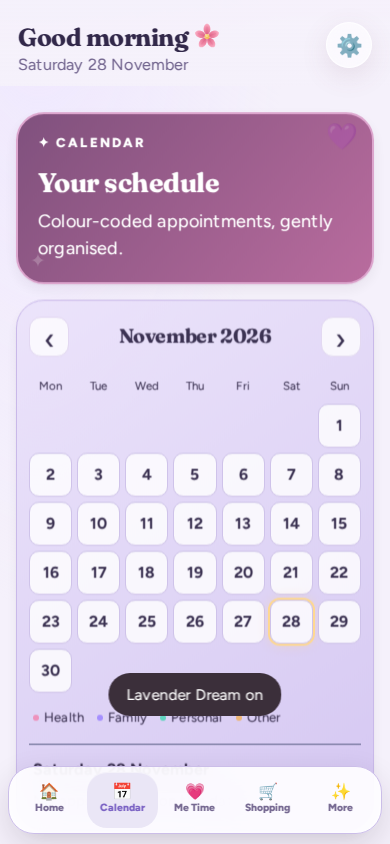 Good morning 🌸
Saturday 28 November
✦ CALENDAR
Your schedule
Colour-coded appointments, gently
organised.
‹ November 2026 ›
Mon Tue Wed Thu Fri Sat Sun
1
2 3 4 5 6 7 8
9 10 11 12 13 14 15
16 17 18 19 20 21 22
23 24 25 26 27 28 29
30
Lavender Dream on
Health Family Personal Other
Saturday 28 November
Home Calendar Me Time Shopping More